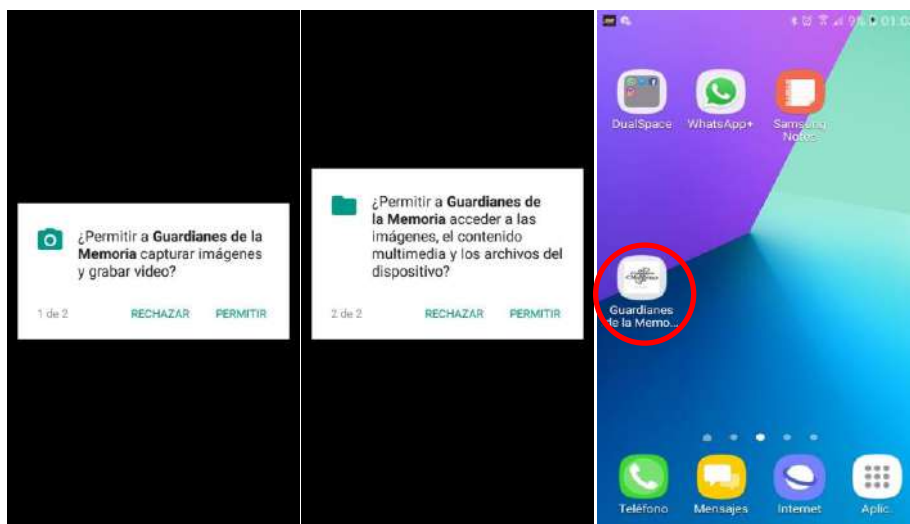 ¿Permitir a Guardianes de la
Memoria capturar imágenes
y grabar video?
1 de 2
RECHAZAR
PERMITIR
¿Permitir a Guardianes de
la Memoria acceder a las
imágenes, el contenido
multimedia y los archivos del
dispositivo?
2 de 2
RECHAZAR
PERMITIR
9%
DualSpace
WhatsApp+
Samsung
Notes
Guardianes
de la Memo...
Teléfono
Mensajes
Internet
Aplic.